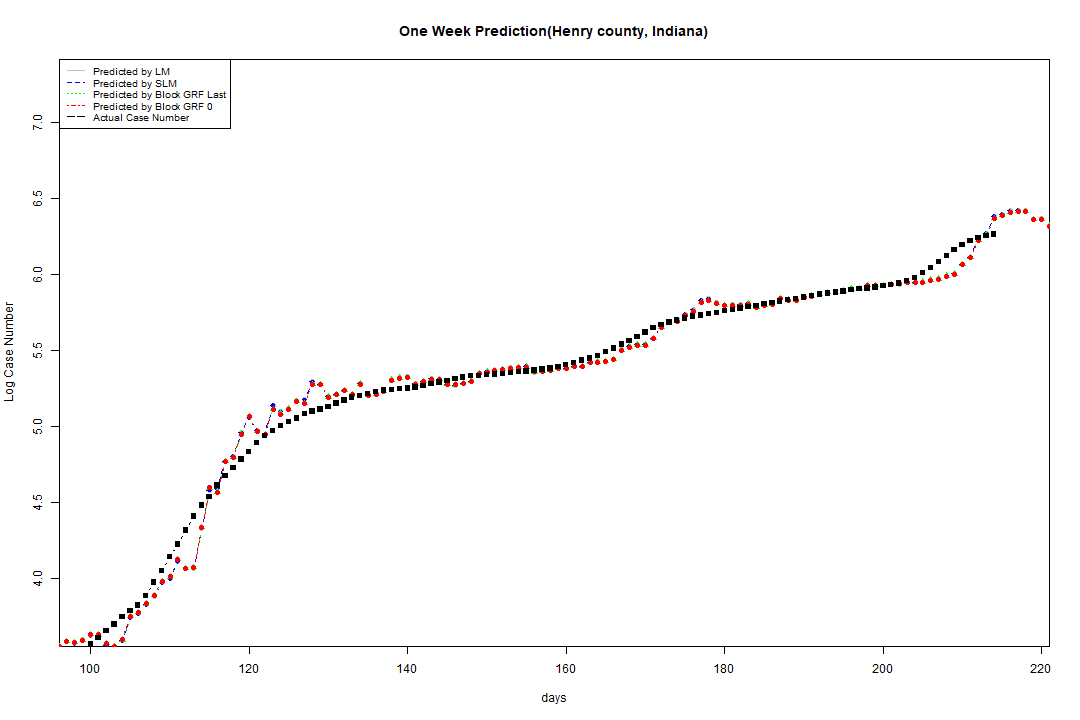 One Week Prediction(Henry county, Indiana)
Predicted by LM
Predicted by SLM
Predicted by Block GRF Last
Predicted by Block GRF 0
Actual Case Number
7.0
6.5
6.0
5.5
5.0
4.5
4.0
Log Case Number
100 120 140 160 180 200 220
days